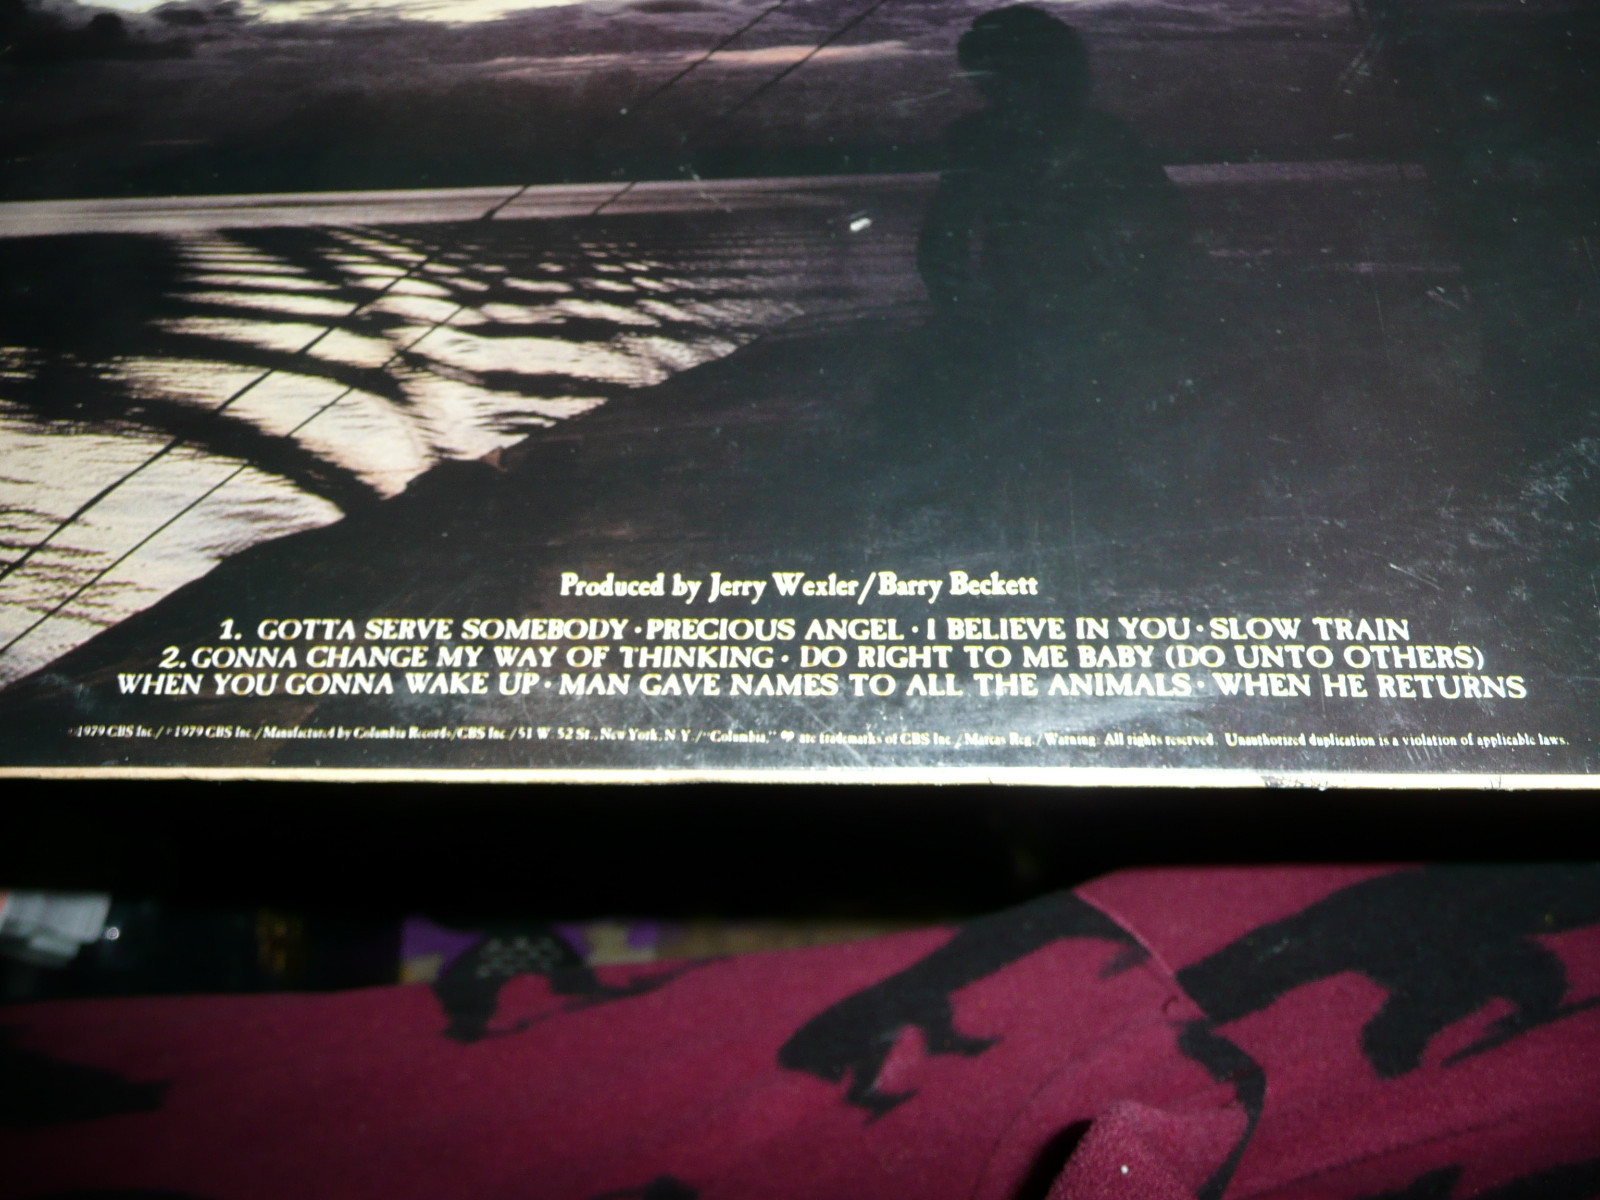 Produced by Jerry Wexler/Barry Beckett
1. GOTTA SERVE SOMEBODY · PRECIOUS ANGEL · I BELIEVE IN YOU · SLOW TRAIN
2. GONNA CHANGE MY WAY OF THINKING · DO RIGHT TO ME BABY (DO UNTO OTHERS)
WHEN YOU GONNA WAKE UP · MAN GAVE NAMES TO ALL THE ANIMALS · WHEN HE RETURNS
1979 CBS Inc./ 1979 CBS Inc./Manufactured by Columbia Records/CBS Inc./51 W. 52 St., New York, N.Y./"Columbia," are trademarks of CBS Inc./Marcas Reg./Warning: All rights reserved. Unauthorized duplication is a violation of applicable laws.